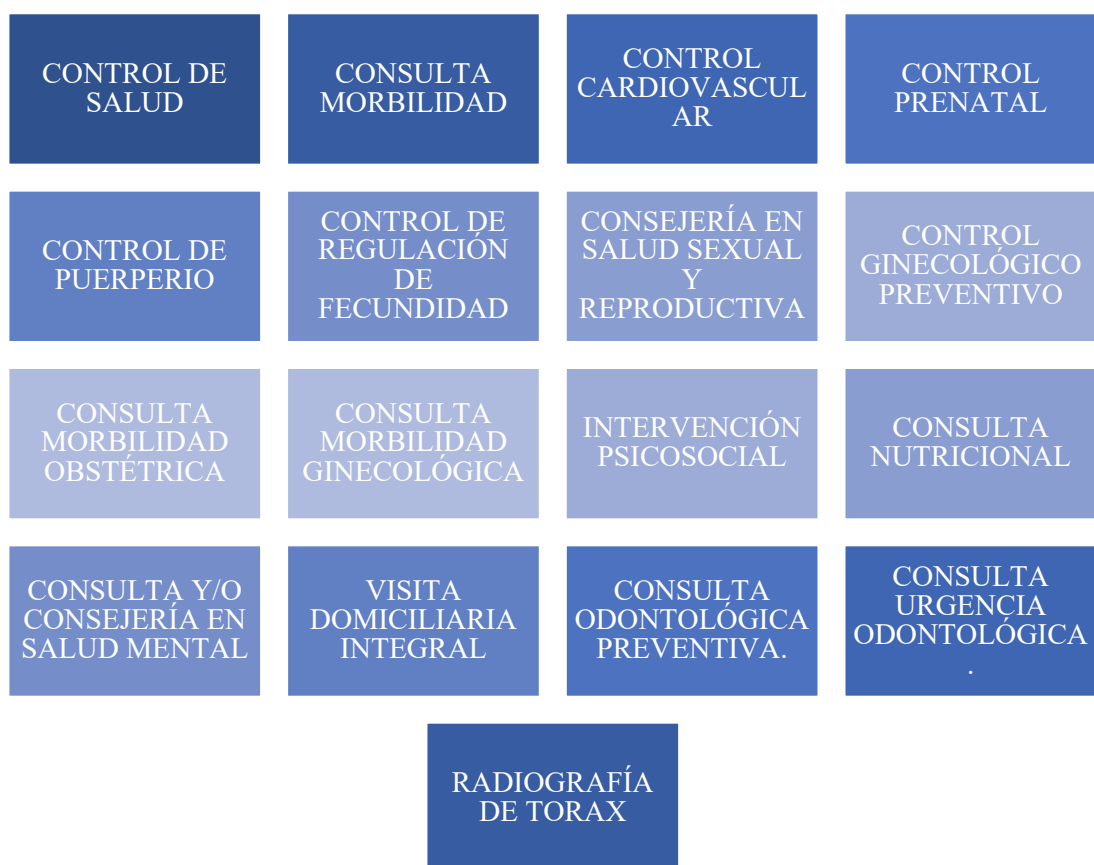 CONTROL DE
SALUD
CONSULTA
MORBILIDAD
CONTROL
CARDIOVASCUL
AR
CONTROL
PRENATAL
CONTROL DE
PUERPERIO
CONTROL DE
REGULACIÓN
DE
FECUNDIDAD
CONSEJERÍA EN
SALUD SEXUAL
Y
REPRODUCTIVA
CONTROL
GINECOLÓGICO
PREVENTIVO
CONSULTA
MORBILIDAD
OBSTÉTRICA
CONSULTA
MORBILIDAD
GINECOLÓGICA
INTERVENCIÓN
PSICOSOCIAL
CONSULTA
NUTRICIONAL
CONSULTA Y/O
CONSEJERÍA EN
SALUD MENTAL
VISITA
DOMICILIARIA
INTEGRAL
CONSULTA
ODONTOLÓGICA
PREVENTIVA.
CONSULTA
URGENCIA
ODONTOLÓGICA
.
RADIOGRAFÍA
DE TORAX